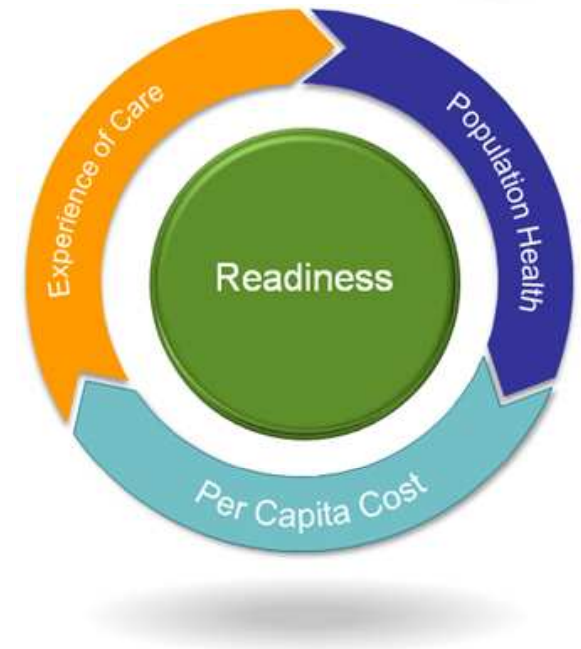 Experience of Care
Population Health
Readiness
Per Capita Cost